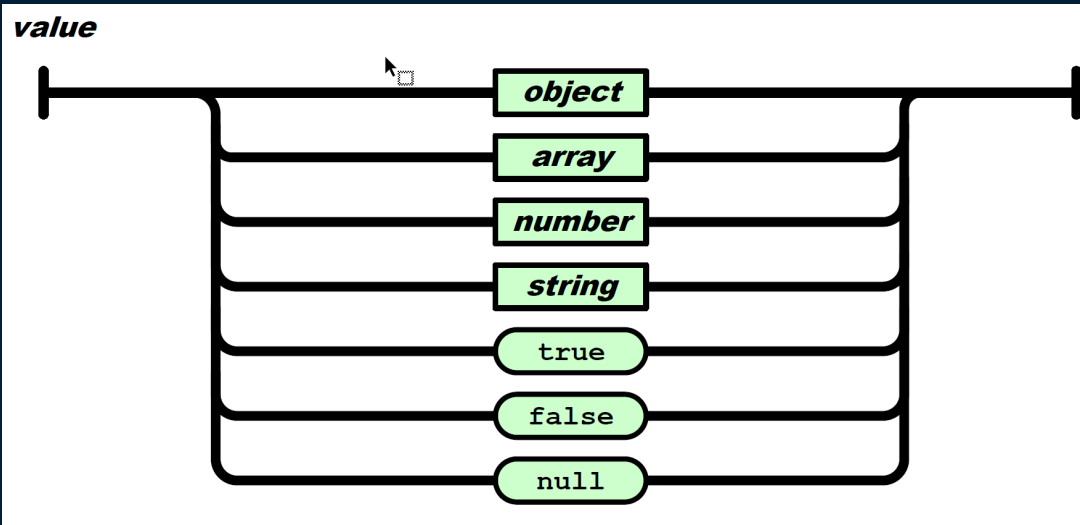 value
object
array
number
string
true
false
null